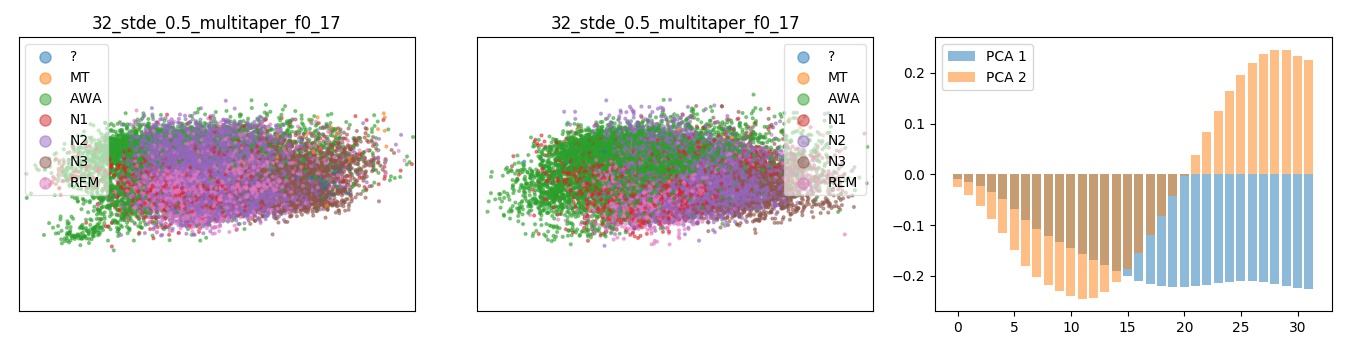 32_stde_0.5_multitaper_f0_17
?
MT
AWA
N1
N2
N3
REM
32_stde_0.5_multitaper_f0_17
?
MT
AWA
N1
N2
N3
REM
PCA 1
PCA 2
0.2
0.1
0.0
−0.1
−0.2
0 5 10 15 20 25 30